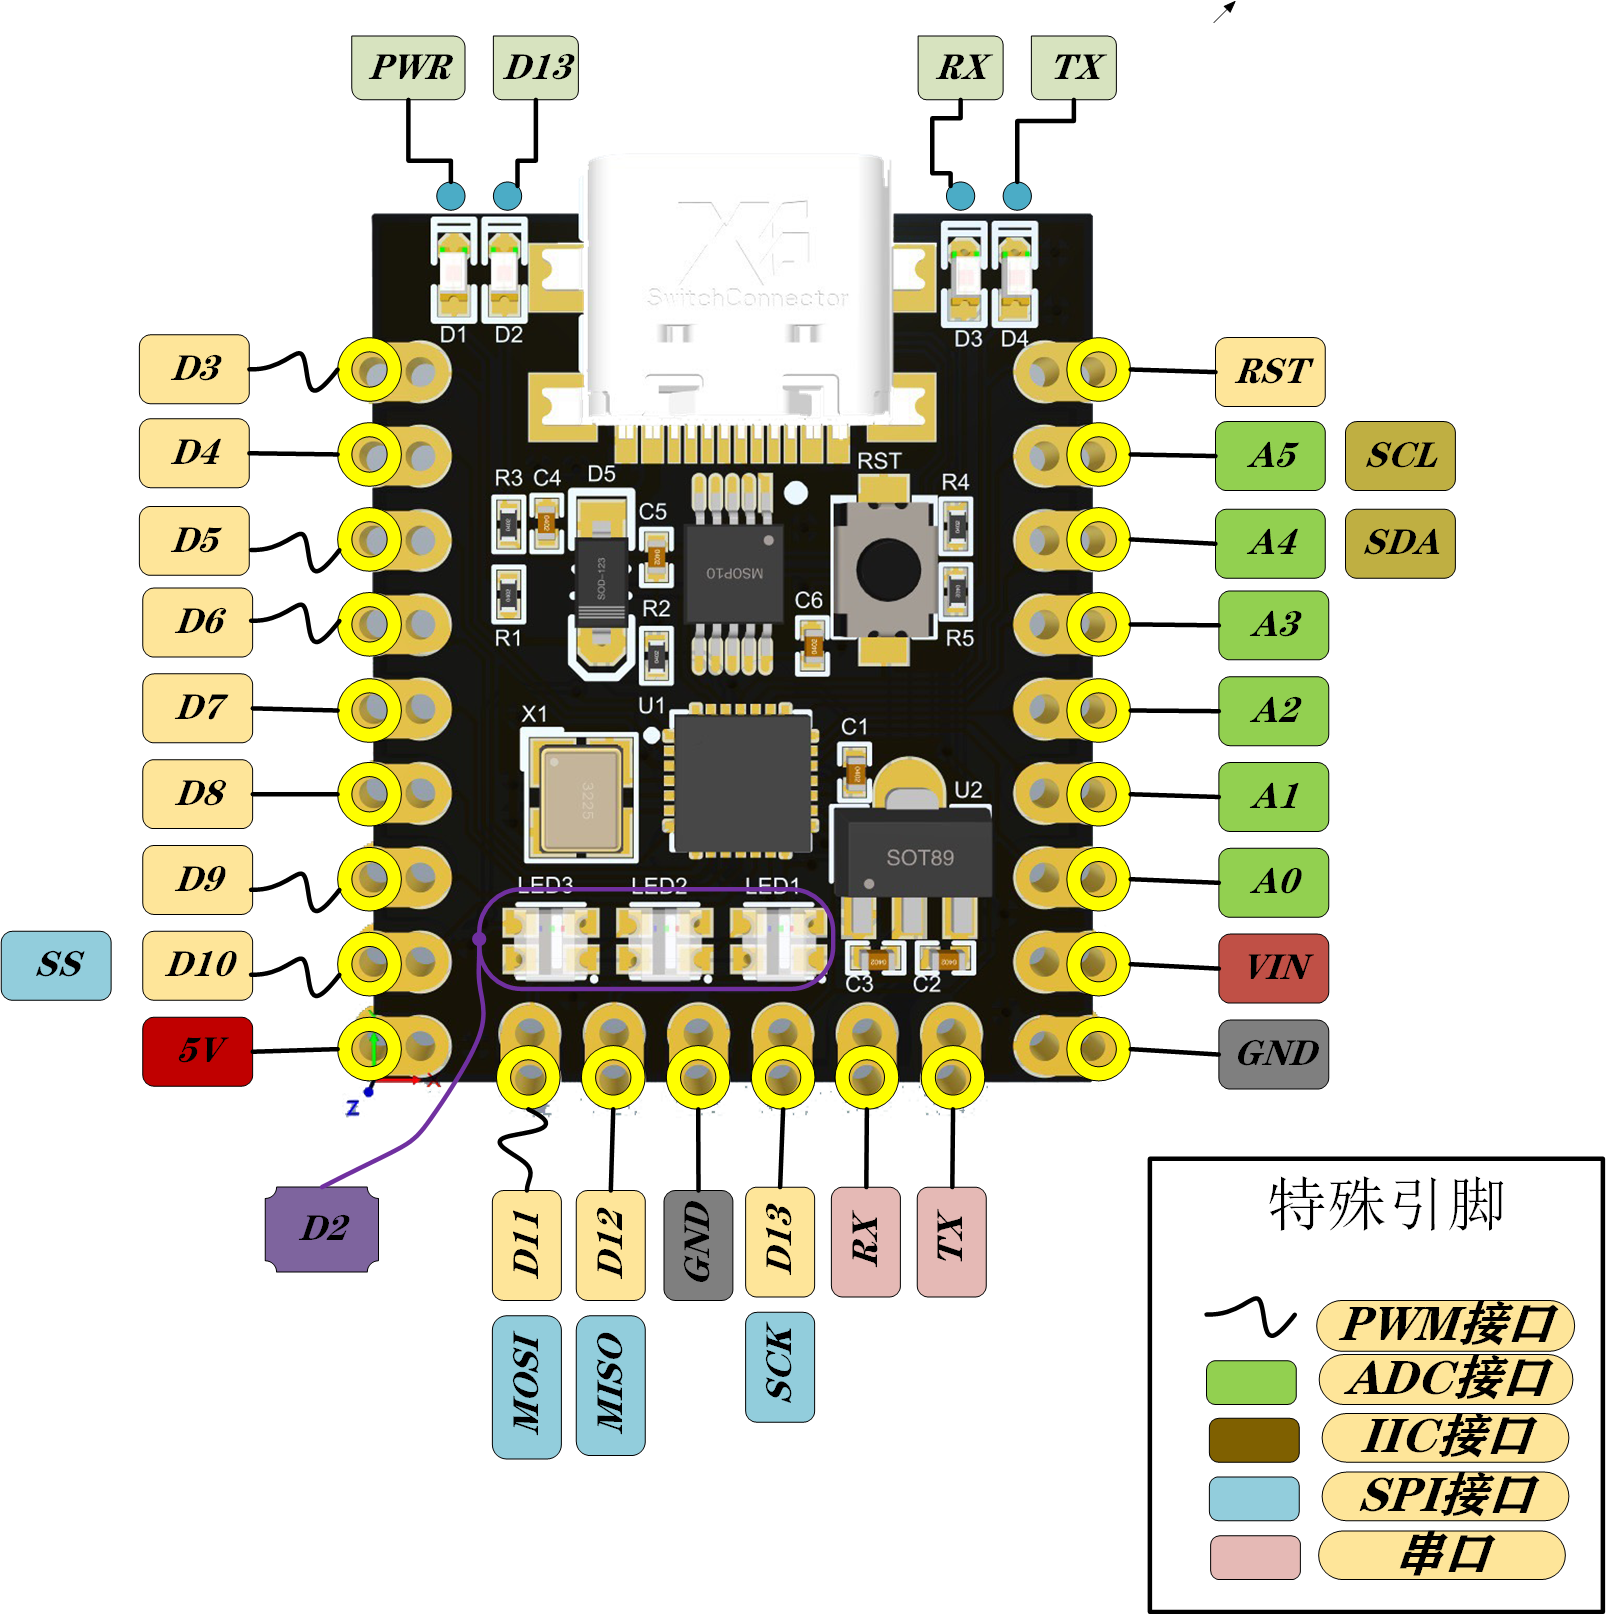 PWR
D13
RX
TX
SwitchConnector
D1
D2
D3
D4
D3
D4
D5
D6
D7
D8
D9
SS
D10
5V
RST
A5
SCL
A4
SDA
A3
A2
A1
A0
VIN
GND
R3
C4
D5
C5
RST
R4
SOD-123
0402
MSOP10
R1
R2
C6
R5
X1
U1
C1
U2
3225
0402
SOT89
LED3
LED2
LED1
C3
C2
0402
0402
X
Z
D2
D11
D12
GND
D13
RX
TX
MOSI
MISO
SCK
特殊引脚
PWM接口
ADC接口
IIC接口
SPI接口
串口